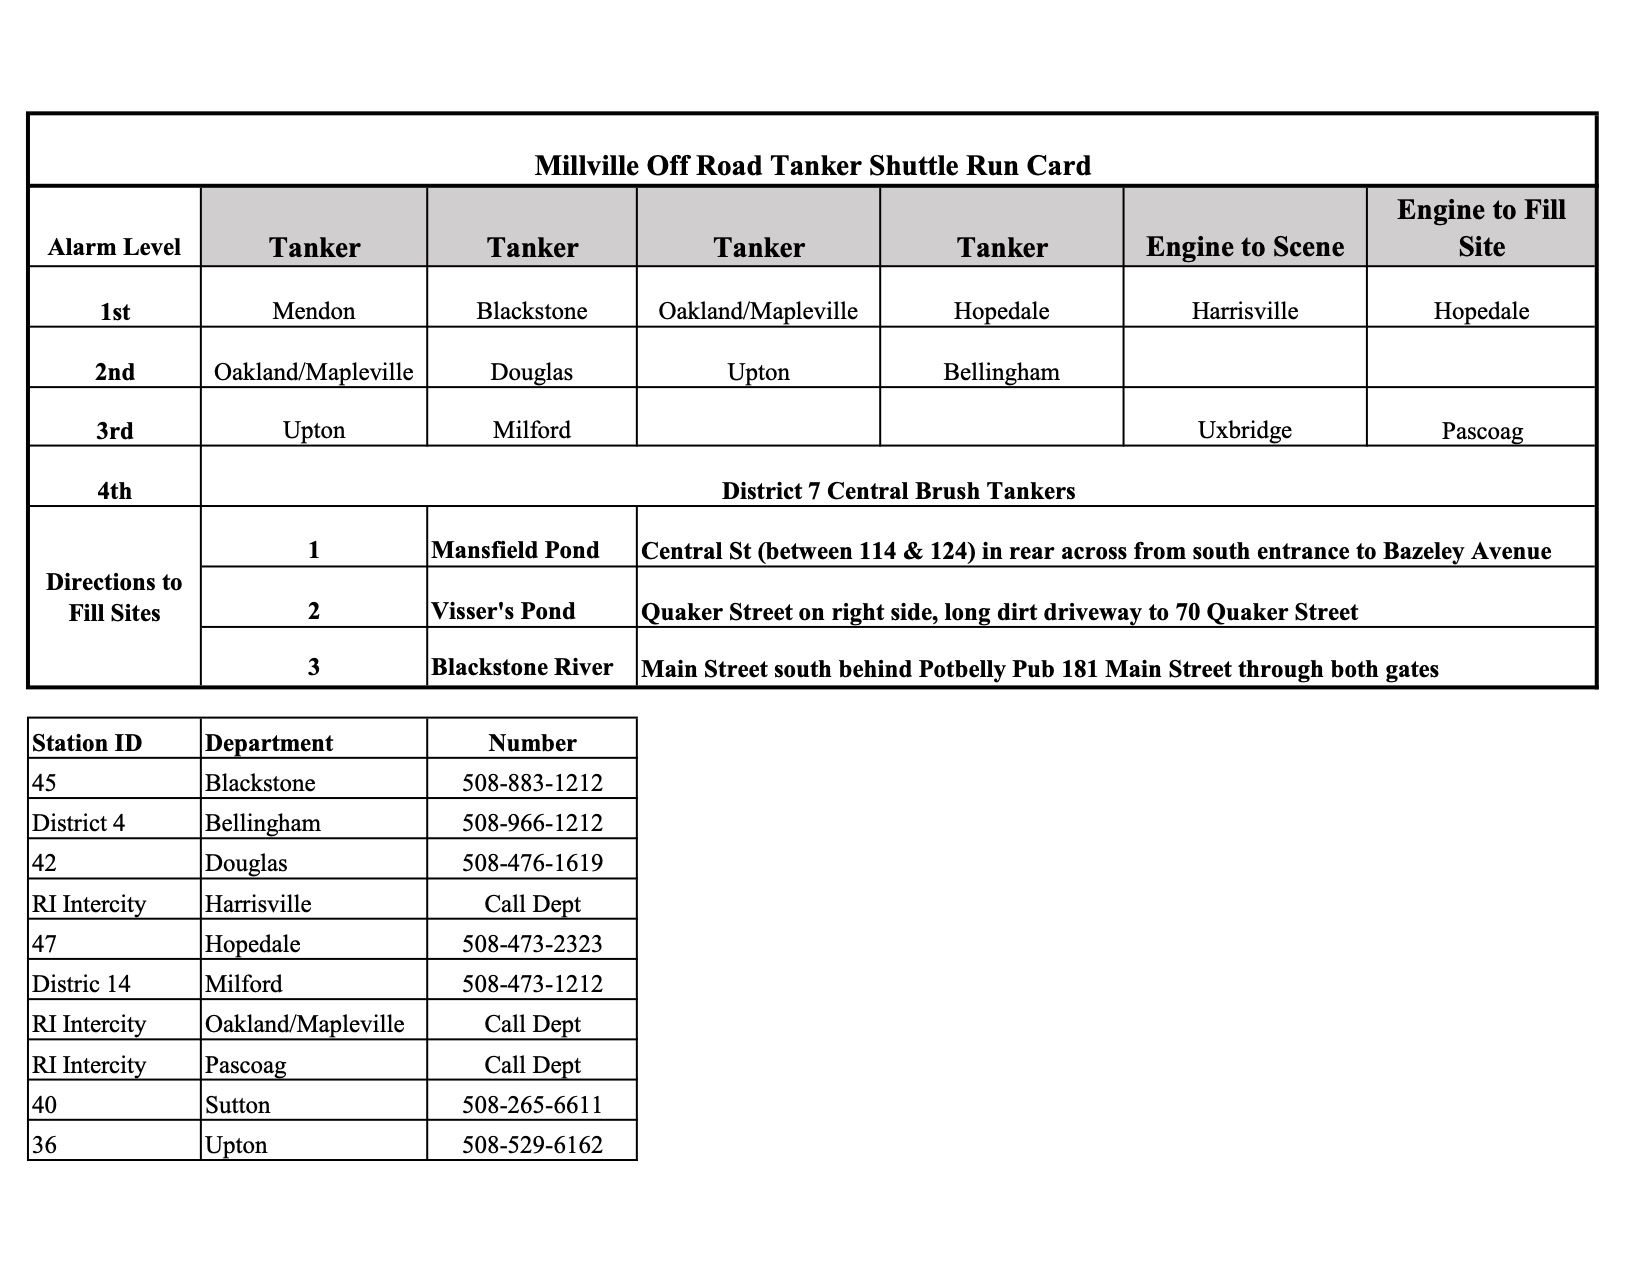 Millville Off Road Tanker Shuttle Run Card
Alarm Level Tanker Tanker Tanker Tanker Engine to Scene Engine to Fill Site
1st Mendon Blackstone Oakland/Mapleville Hopedale Harrisville Hopedale
2nd Oakland/Mapleville Douglas Upton Bellingham
3rd Upton Milford Uxbridge Pascoag
4th District 7 Central Brush Tankers
Directions to Fill Sites
1 Mansfield Pond Central St (between 114 & 124) in rear across from south entrance to Bazeley Avenue
2 Visser's Pond Quaker Street on right side, long dirt driveway to 70 Quaker Street
3 Blackstone River Main Street south behind Potbelly Pub 181 Main Street through both gates
Station ID Department Number
45 Blackstone 508-883-1212
District 4 Bellingham 508-966-1212
42 Douglas 508-476-1619
RI Intercity Harrisville Call Dept
47 Hopedale 508-473-2323
Distric 14 Milford 508-473-1212
RI Intercity Oakland/Mapleville Call Dept
RI Intercity Pascoag Call Dept
40 Sutton 508-265-6611
36 Upton 508-529-6162